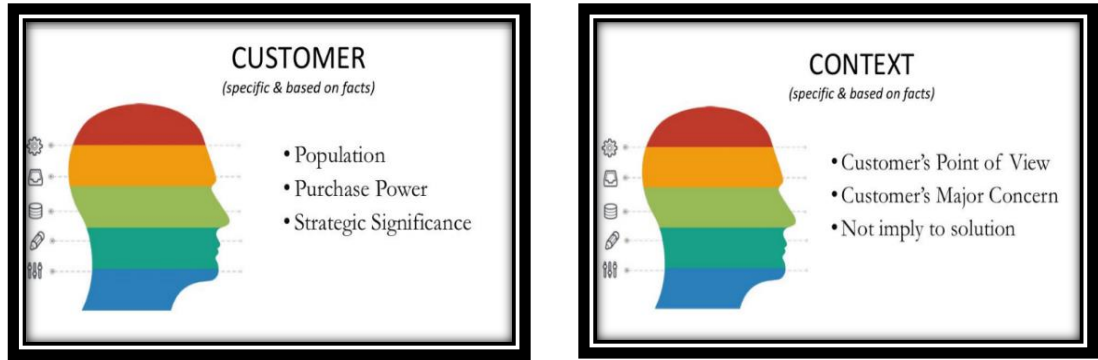 CUSTOMER
(specific & based on facts)
• Population
• Purchase Power
• Strategic Significance
CONTEXT
(specific & based on facts)
• Customer's Point of View
• Customer's Major Concern
• Not imply to solution